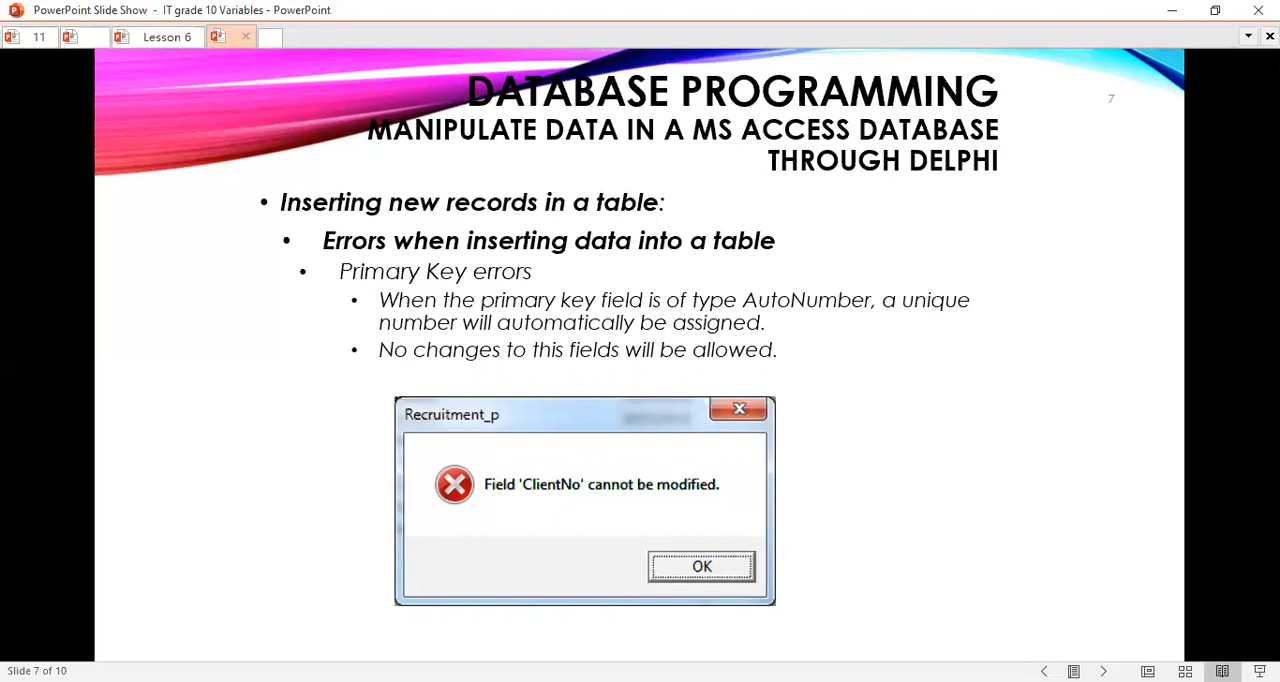 PowerPoint Slide Show - IT grade 10 Variables - PowerPoint
11
Lesson 6
DATABASE PROGRAMMING
7
MANIPULATE DATA IN A MS ACCESS DATABASE
THROUGH DELPHI
• Inserting new records in a table:
• Errors when inserting data into a table
• Primary Key errors
• When the primary key field is of type AutoNumber, a unique
number will automatically be assigned.
• No changes to this fields will be allowed.
Recruitment_p
Field 'ClientNo' cannot be modified.
OK
Slide 7 of 10